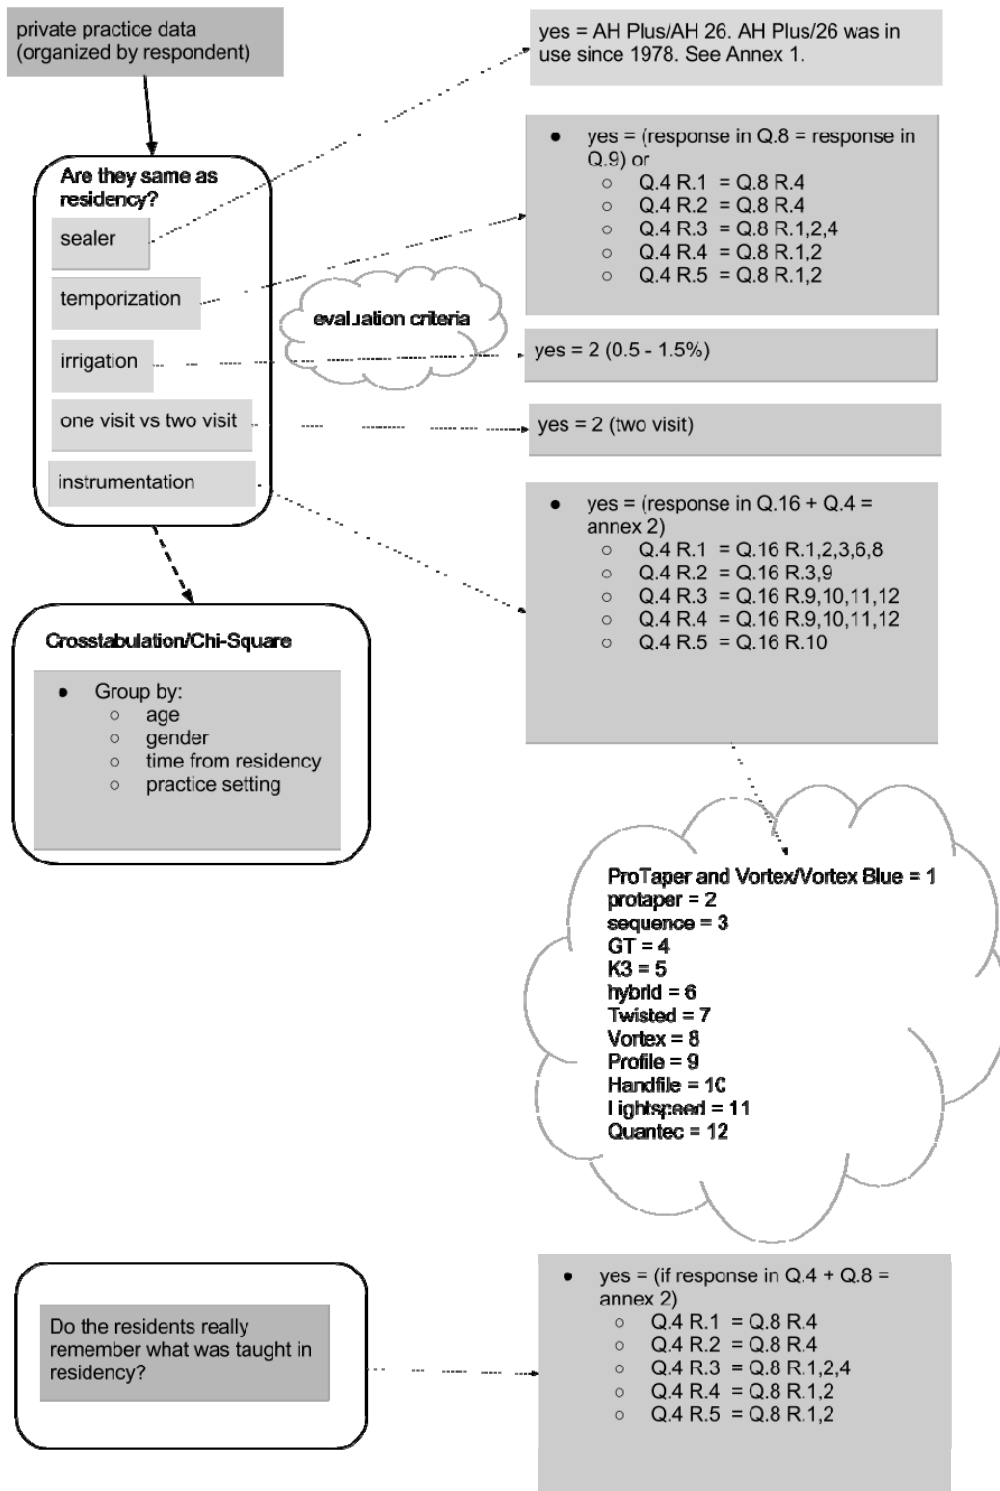 private practice data
(organized by respondent)
Are they same as
residency?
sealer
temporization
irrigation
one visit vs two visit
instrumentation
evaluation criteria
yes = AH Plus/AH 26. AH Plus/26 was in
use since 1978. See Annex 1.
● yes = (response in Q.8 = response in
Q.9) or
○ Q.4 R.1 = Q.8 R.4
○ Q.4 R.2 = Q.8 R.4
○ Q.4 R.3 = Q.8 R.1,2,4
○ Q.4 R.4 = Q.8 R.1,2
○ Q.4 R.5 = Q.8 R.1,2
yes = 2 (0.5 - 1.5%)
yes = 2 (two visit)
● yes = (response in Q.16 + Q.4 =
annex 2)
○ Q.4 R.1 = Q.16 R.1,2,3,6,8
○ Q.4 R.2 = Q.16 R.3,9
○ Q.4 R.3 = Q.16 R.9,10,11,12
○ Q.4 R.4 = Q.16 R.9,10,11,12
○ Q.4 R.5 = Q.16 R.10
Crosstabulation/Chi-Square
● Group by:
○ age
○ gender
○ time from residency
○ practice setting
ProTaper and Vortex/Vortex Blue = 1
protaper = 2
sequence = 3
GT = 4
K3 = 5
hybrid = 6
Twisted = 7
Vortex = 8
Profile = 9
Handfile = 10
Lightspeed = 11
Quantec = 12
Do the residents really
remember what was taught in
residency?
● yes = (if response in Q.4 + Q.8 =
annex 2)
○ Q.4 R.1 = Q.8 R.4
○ Q.4 R.2 = Q.8 R.4
○ Q.4 R.3 = Q.8 R.1,2,4
○ Q.4 R.4 = Q.8 R.1,2
○ Q.4 R.5 = Q.8 R.1,2